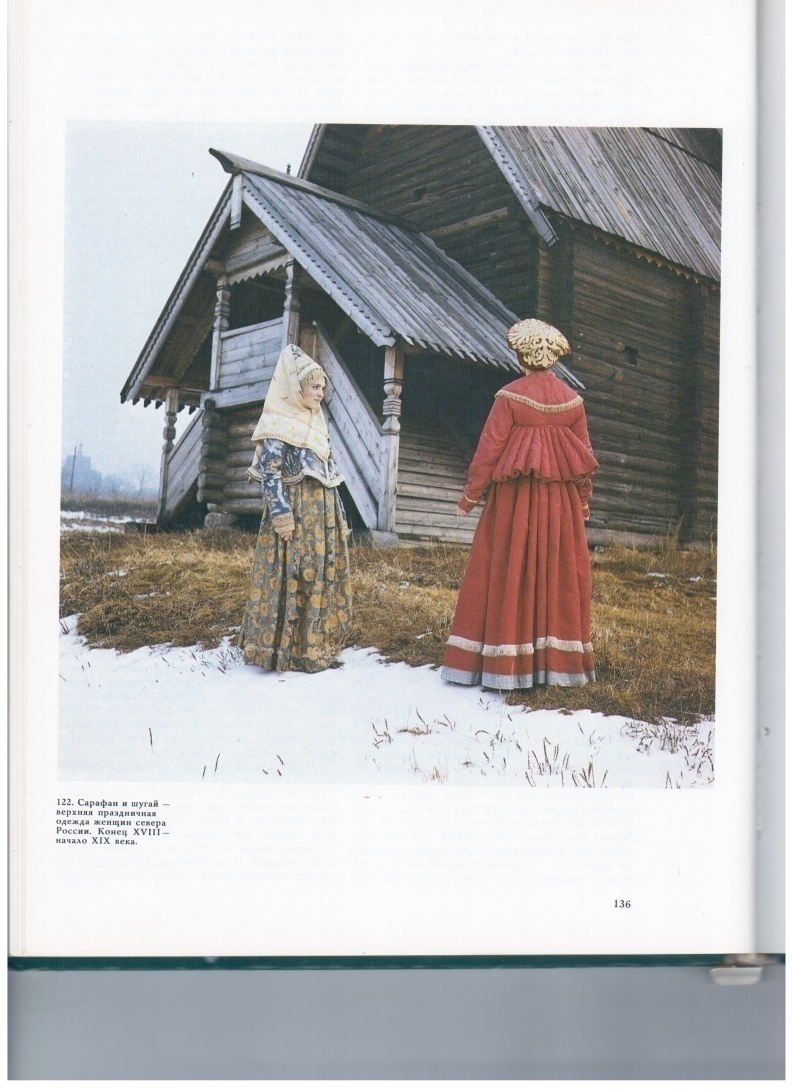 122. Сарафан и шугай —
верхняя праздничная
одежда женщин севера
России. Конец XVIII —
начало XIX века.
136